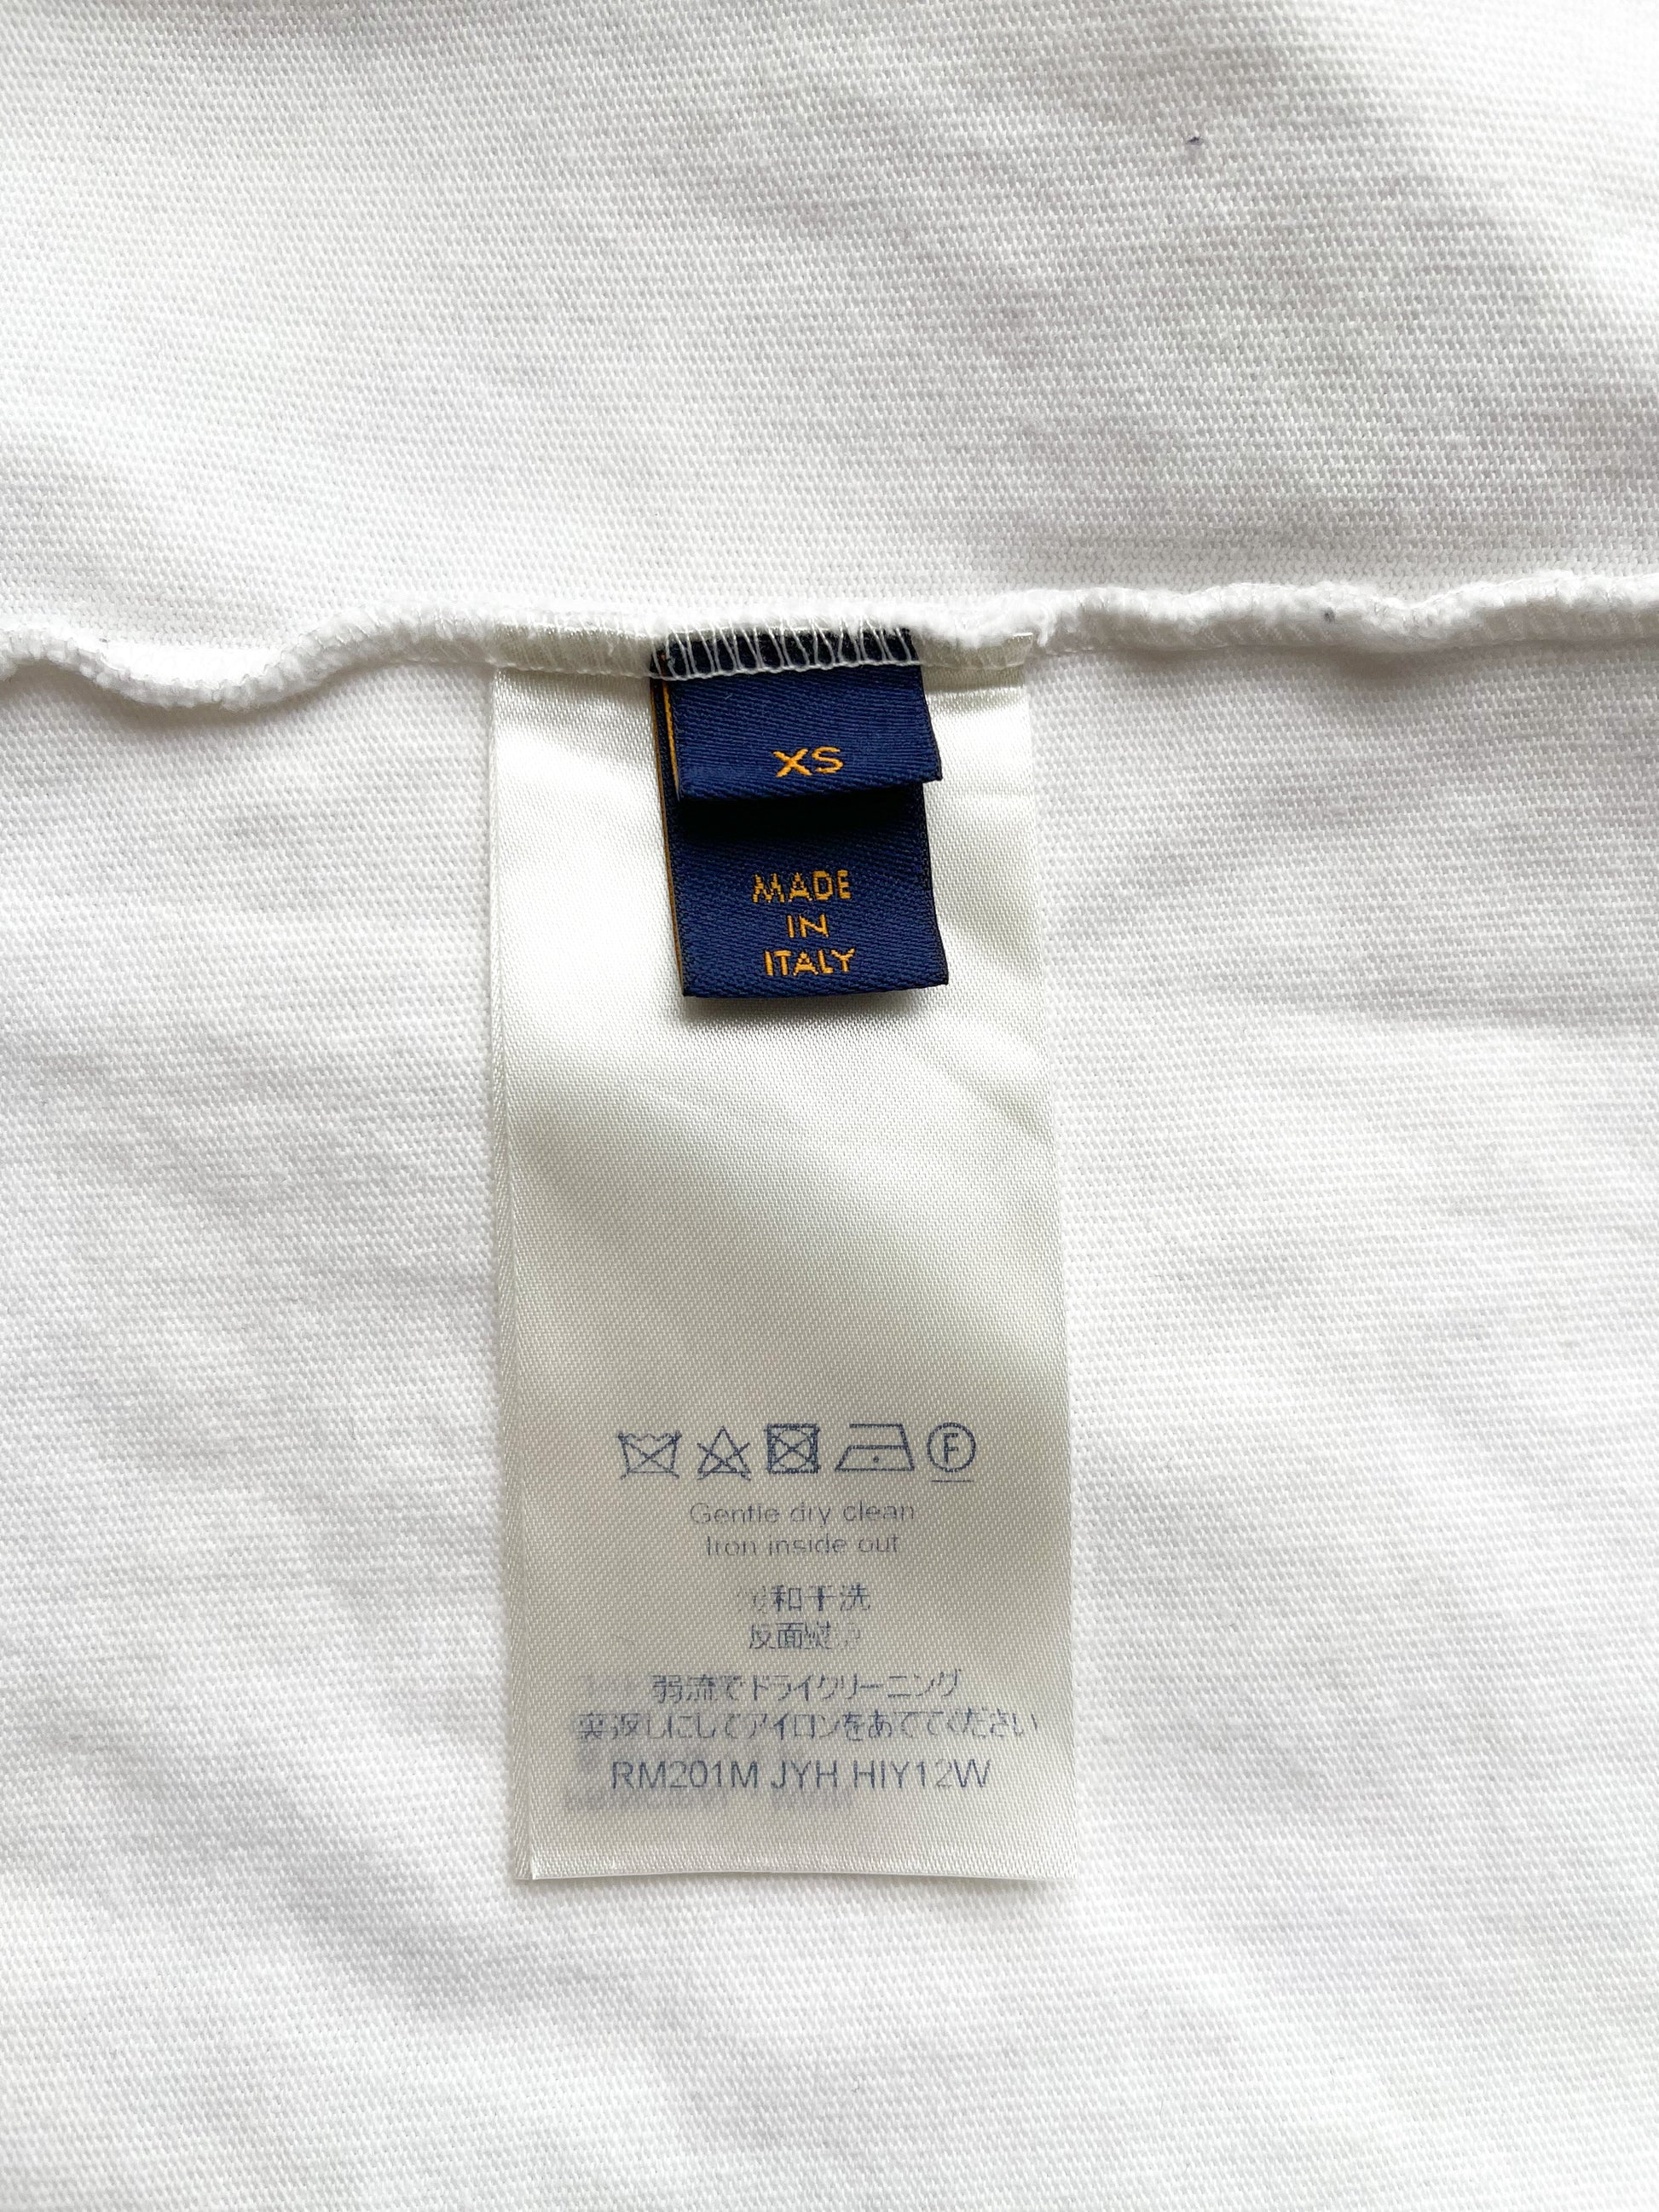 XS
MADE
IN
ITALY
F
Gentle dry clean
Iron inside out
和干洗
反面熨
弱流でドライクリーニング
裏返しにしてアイロンをあててください
RM201M JYH HIY12W